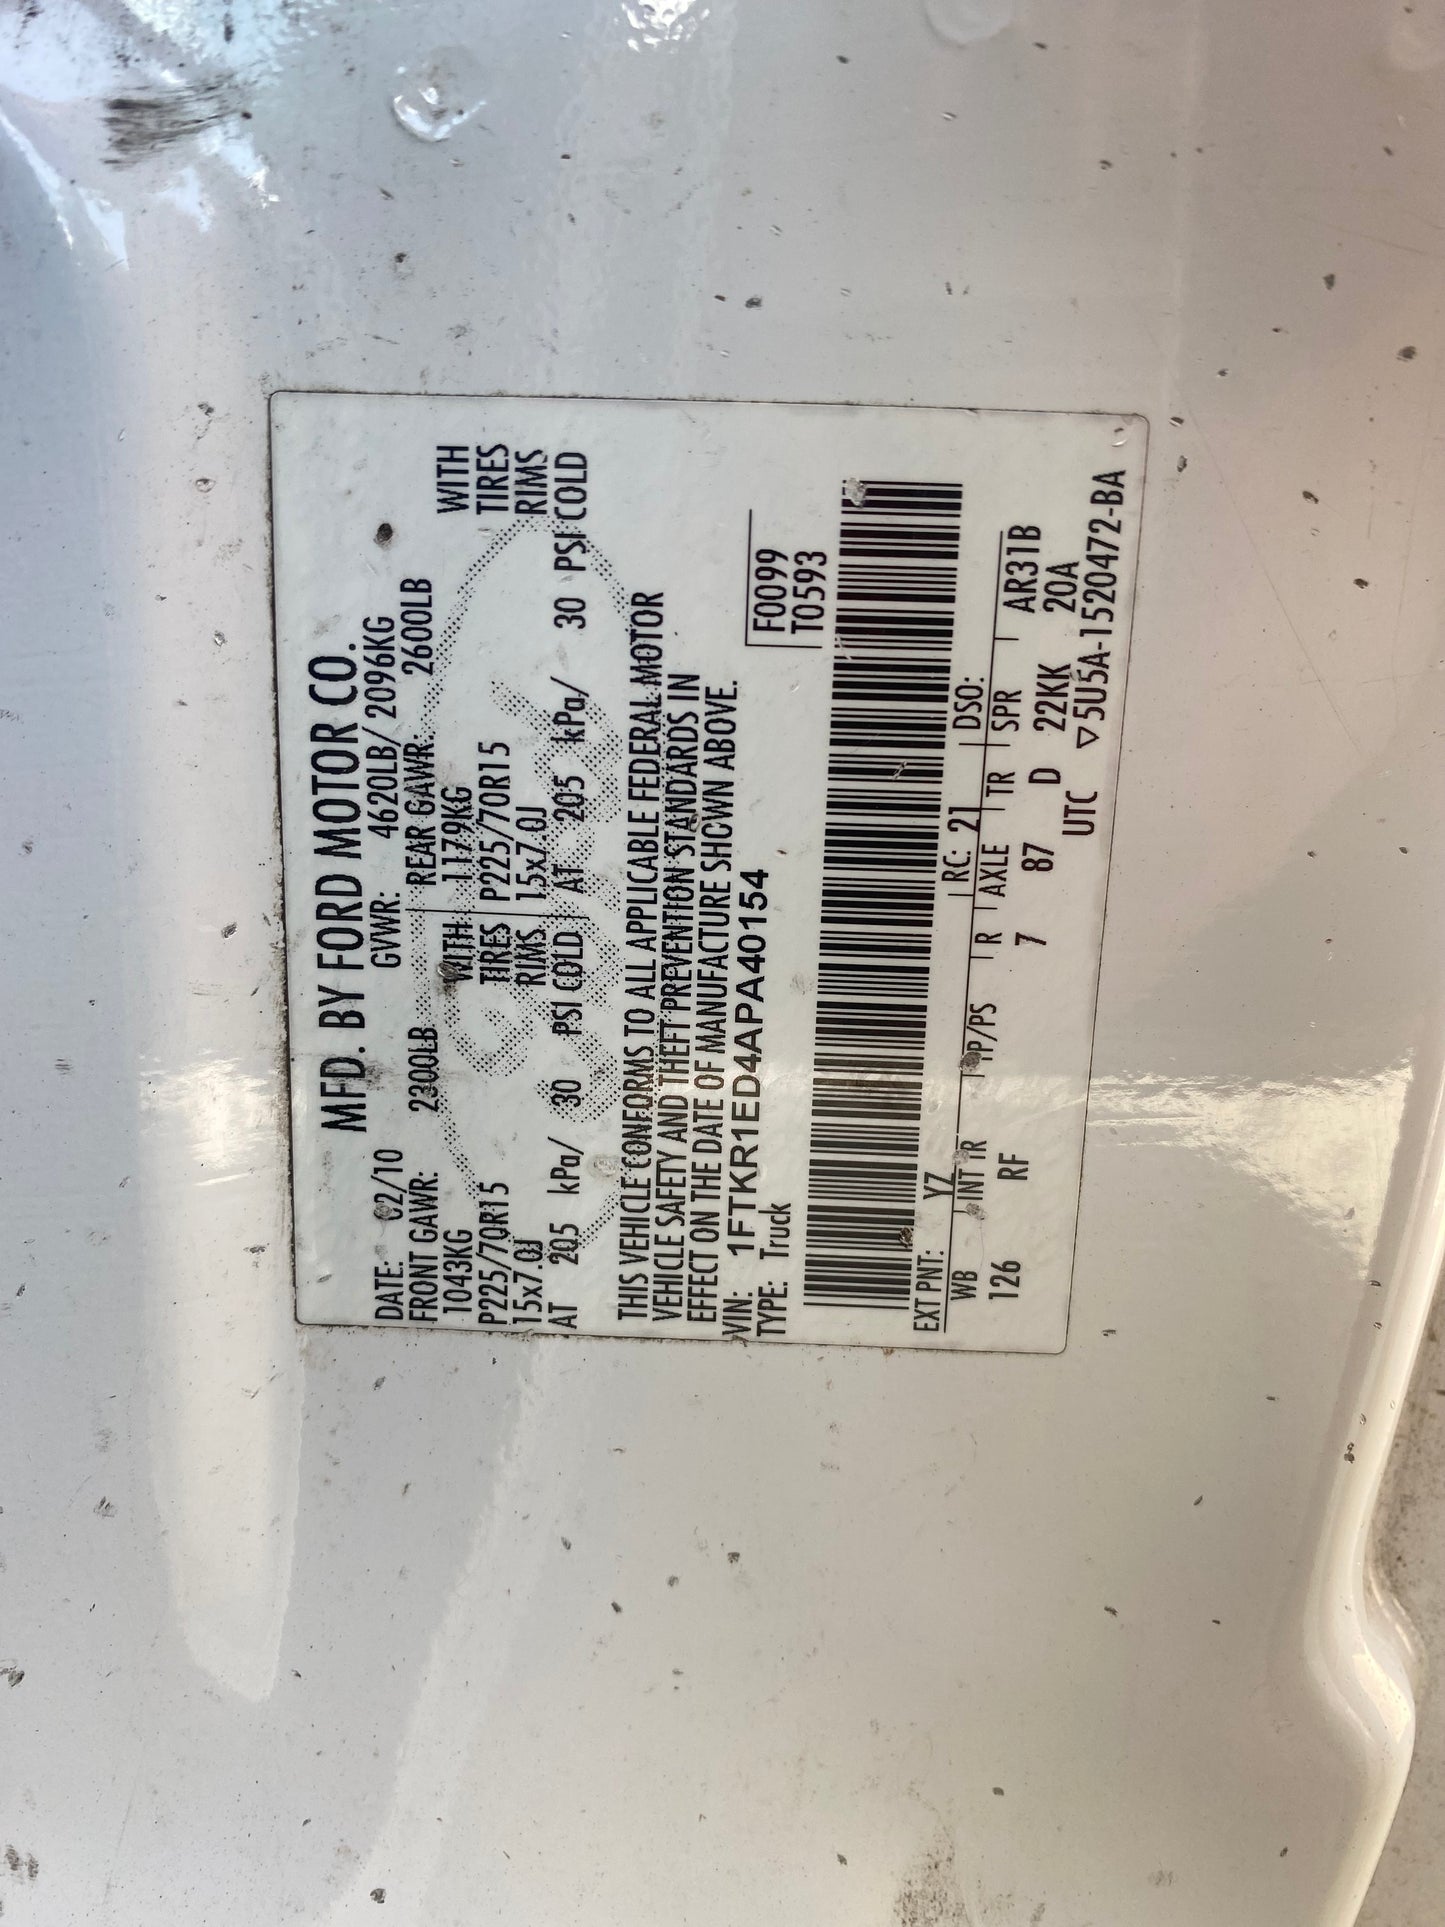 MFD. BY FORD MOTOR CO.
DATE: 02/10 GVWR: 4620LB/ 2096KG
FRONT GAWR: 2300LB REAR GAWR: 2600LB
1043KG WITH 1179KG WITH
P225/70R15 TIRES P225/70R15 TIRES
15x7.0J RIMS 15x7.0J RIMS
AT 205 kPa/ 30 PSI COLD AT 205 kPa/ 30 PSI COLD
THIS VEHICLE CONFORMS TO ALL APPLICABLE FEDERAL MOTOR
VEHICLE SAFETY AND THEFT PREVENTION STANDARDS IN
EFFECT ON THE DATE OF MANUFACTURE SHOWN ABOVE.
VIN: 1FTKR1ED4APA40154 F0099
TYPE: Truck T0593
EXT PNT: YZ RC: 21 DSO:
WB INT TR TP/PS R AXLE TR SPR AR31B
126 RF 7 87 D 22KK 20A
UTC ▽5U5A-1520472-BA